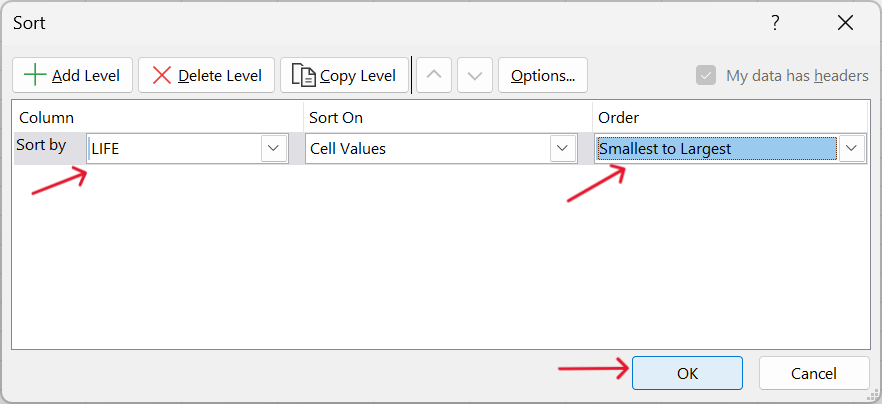 Sort ?
Add Level Delete Level Copy Level Options... My data has headers
Column Sort On Order
Sort by LIFE Cell Values Smallest to Largest
OK Cancel